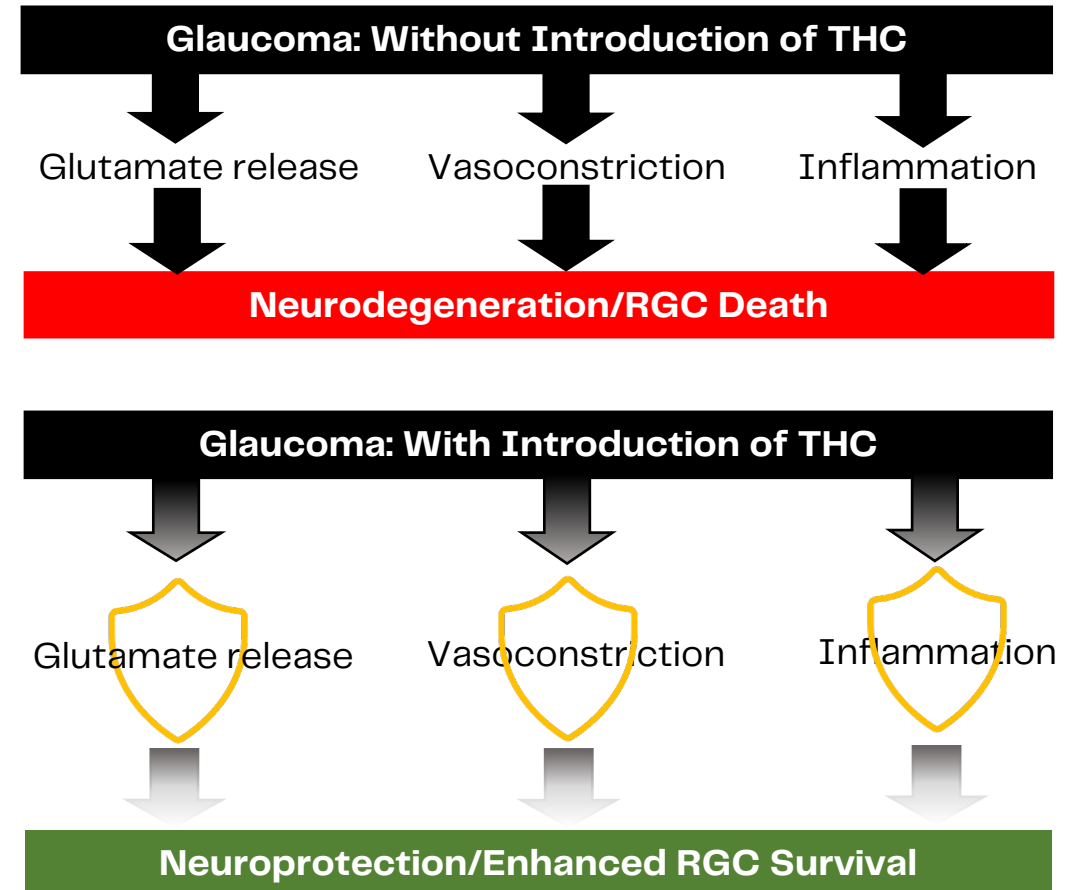 Glaucoma: Without Introduction of THC
Glutamate release Vasoconstriction Inflammation
Neurodegeneration/RGC Death
Glaucoma: With Introduction of THC
Glutamate release Vasoconstriction Inflammation
Neuroprotection/Enhanced RGC Survival